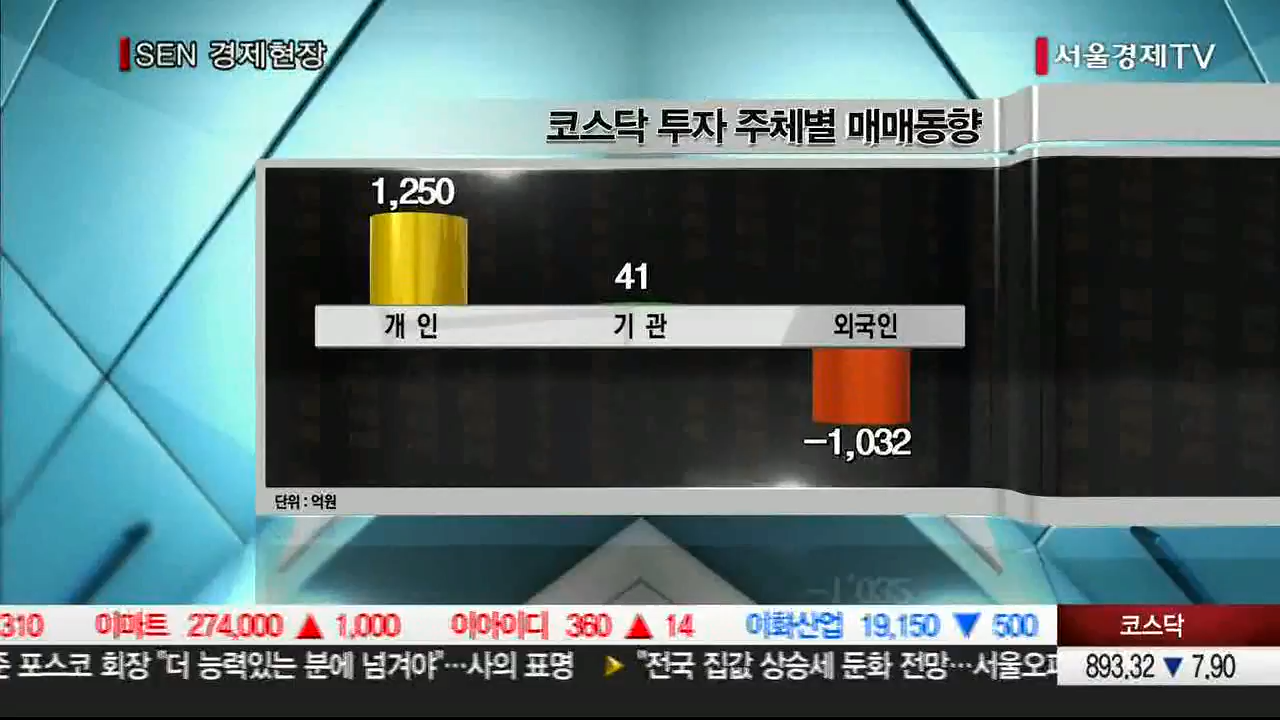 SEN 경제현장
서울경제TV
코스닥 투자 주체별 매매동향
1,250
41
개 인
기 관
외국인
-1,032
단위 : 억원
310 이마트 274,000 ▲ 1,000 이아이디 360 ▲ 14 이화산업 19,150 ▼ 500
코스닥
준 포스코 회장 "더 능력있는 분에 넘겨야"…사의 표명 "전국 집값 상승세 둔화 전망…서울오
893.32 ▼ 7.90